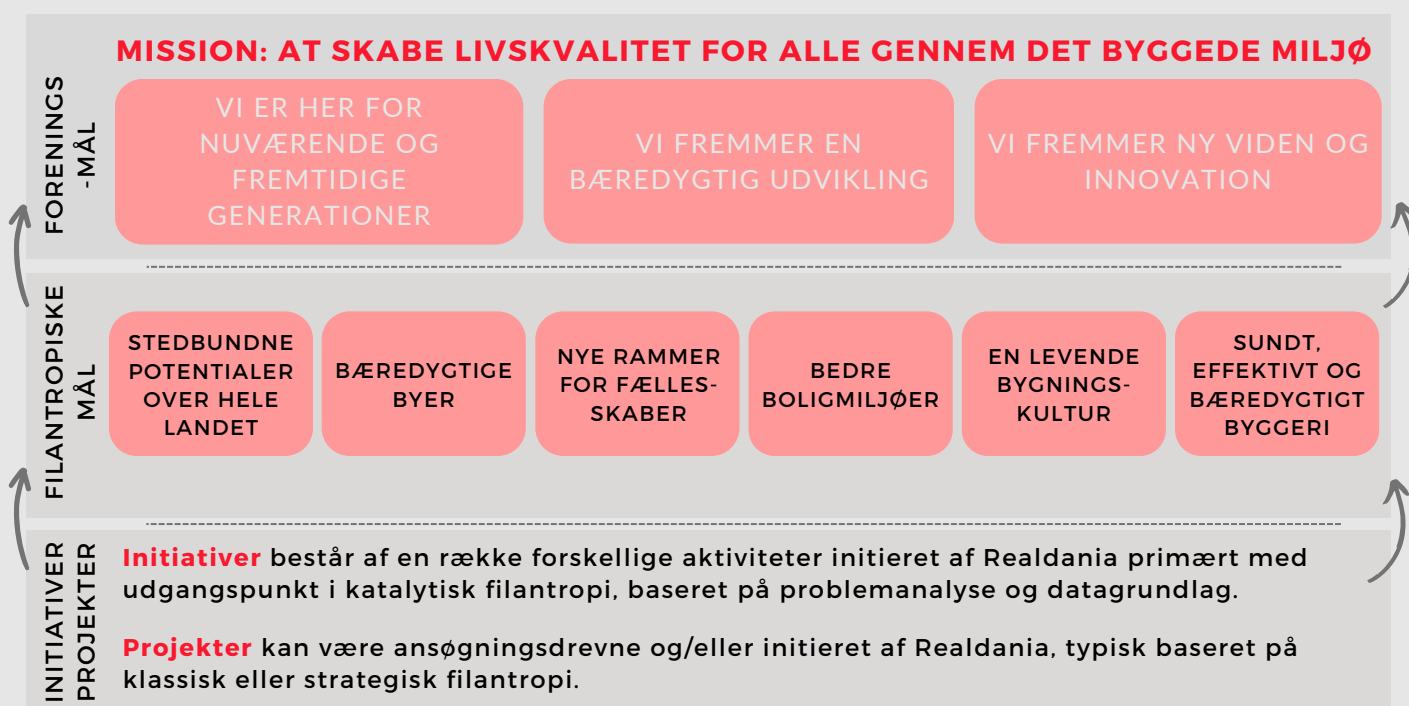 MISSION: AT SKABE LIVSKVALITET FOR ALLE GENNEM DET BYGGEDE MILJØ
FORENINGS
-MÅL
VI ER HER FOR
NUVÆRENDE OG
FREMTIDIGE
GENERATIONER
VI FREMMER EN
BÆREDYGTIG UDVIKLING
VI FREMMER NY VIDEN OG
INNOVATION
FILANTROPISKE
MÅL
STEDBUNDNE
POTENTIALER
OVER HELE
LANDET
BÆREDYGTIGE
BYER
NYE RAMMER
FOR FÆLLES-
SKABER
BEDRE
BOLIGMILJØER
EN LEVENDE
BYGNINGS-
KULTUR
SUNDT,
EFFEKTIVT OG
BÆREDYGTIGT
BYGGERI
INITIATIVER
PROJEKTER
Initiativer består af en række forskellige aktiviteter initieret af Realdania primært med
udgangspunkt i katalytisk filantropi, baseret på problemanalyse og datagrundlag.
Projekter kan være ansøgningsdrevne og/eller initieret af Realdania, typisk baseret på
klassisk eller strategisk filantropi.